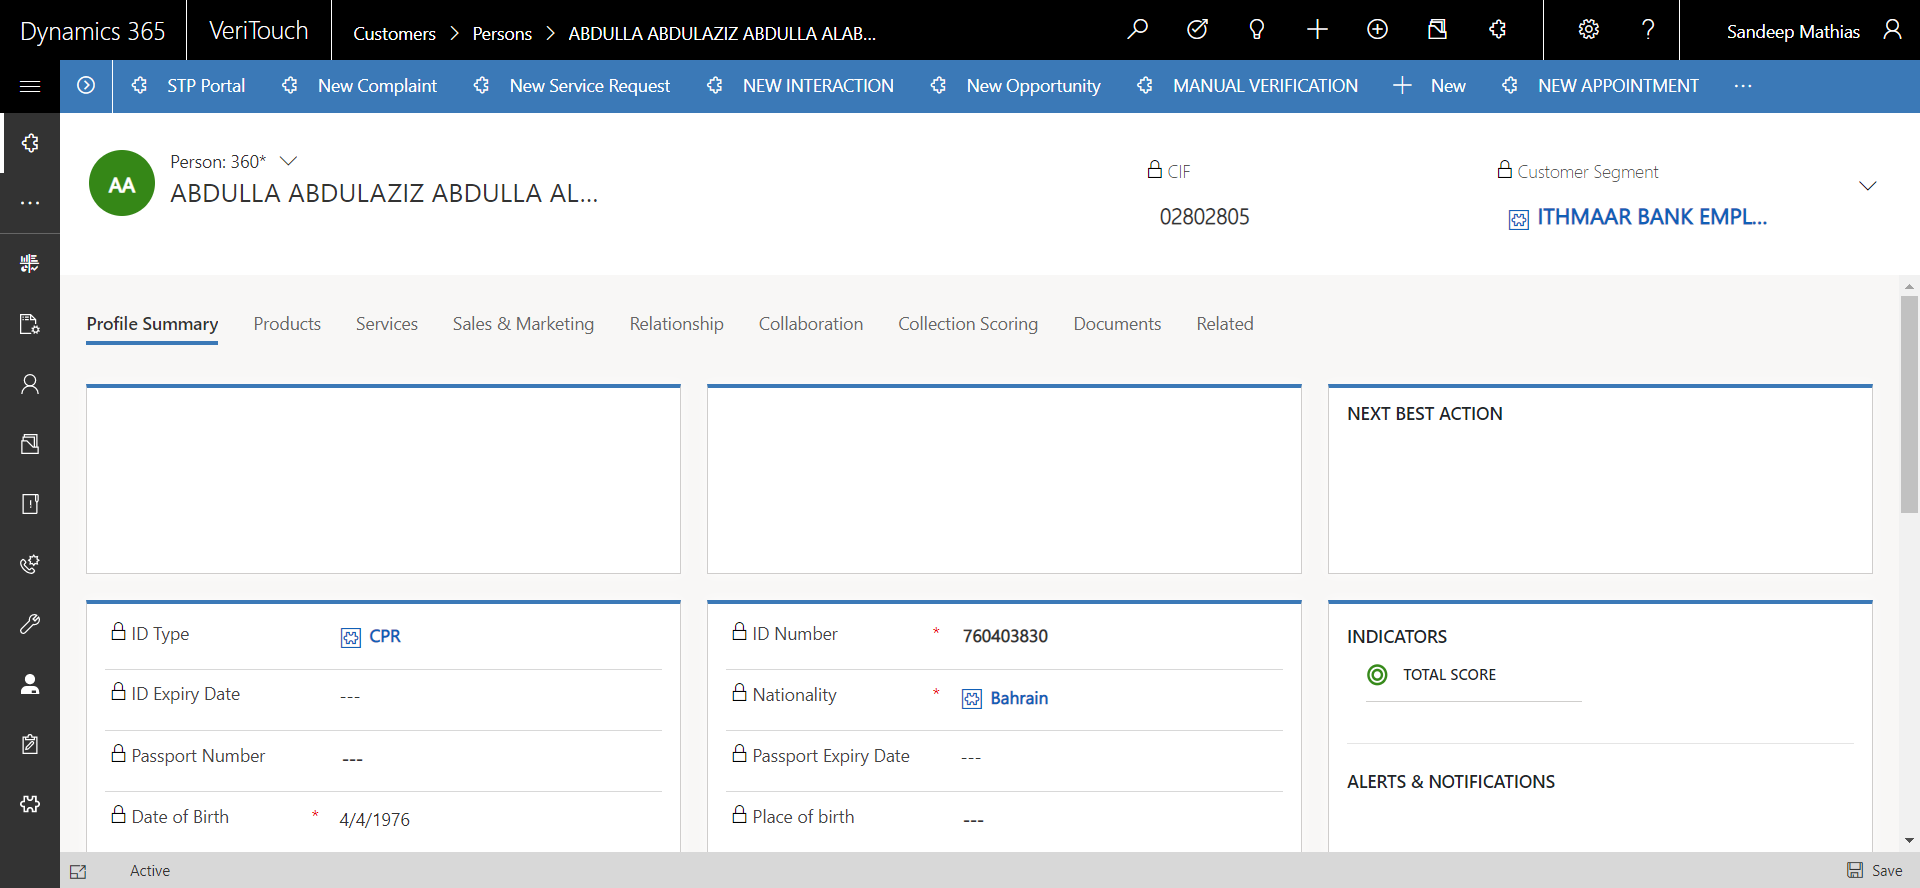 Dynamics 365
VeriTouch
Customers > Persons > ABDULLA ABDULAZIZ ABDULLA ALAB...
Sandeep Mathias
STP Portal
New Complaint
New Service Request
NEW INTERACTION
New Opportunity
MANUAL VERIFICATION
New
NEW APPOINTMENT
...
AA
Person: 360*
ABDULLA ABDULAZIZ ABDULLA AL...
CIF
02802805
Customer Segment
ITHMAAR BANK EMPL...
Profile Summary
Products
Services
Sales & Marketing
Relationship
Collaboration
Collection Scoring
Documents
Related
NEXT BEST ACTION
ID Type
CPR
ID Expiry Date
---
Passport Number
---
Date of Birth *
4/4/1976
ID Number *
760403830
Nationality *
Bahrain
Passport Expiry Date
---
Place of birth
---
INDICATORS
TOTAL SCORE
ALERTS & NOTIFICATIONS
Active
Save